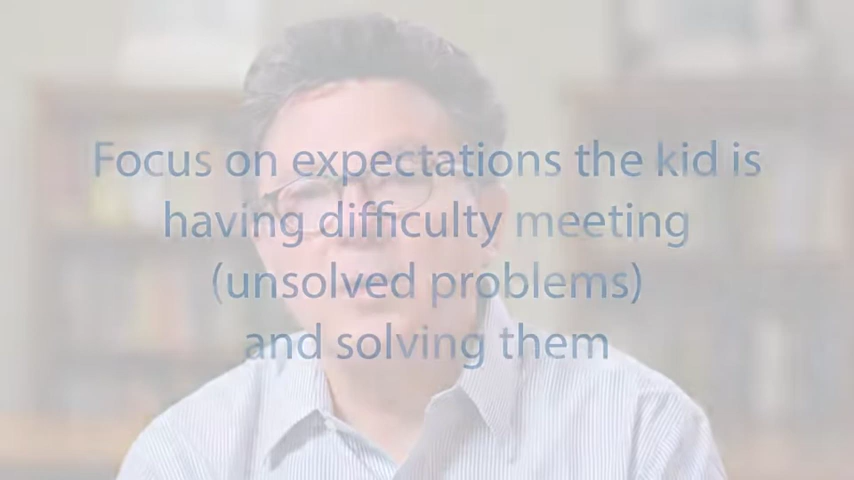 Focus on expectations the kid is
having difficulty meeting
(unsolved problems)
and solving them